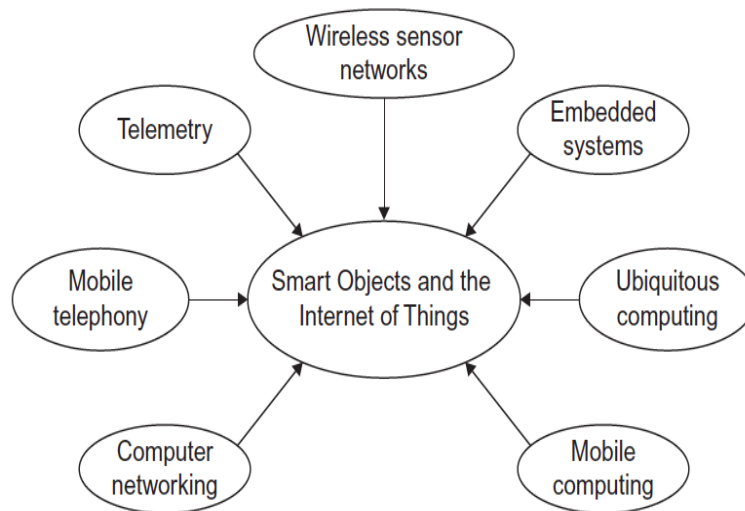 Wireless sensor
networks
Telemetry
Embedded
systems
Mobile
telephony
Smart Objects and the
Internet of Things
Ubiquitous
computing
Computer
networking
Mobile
computing